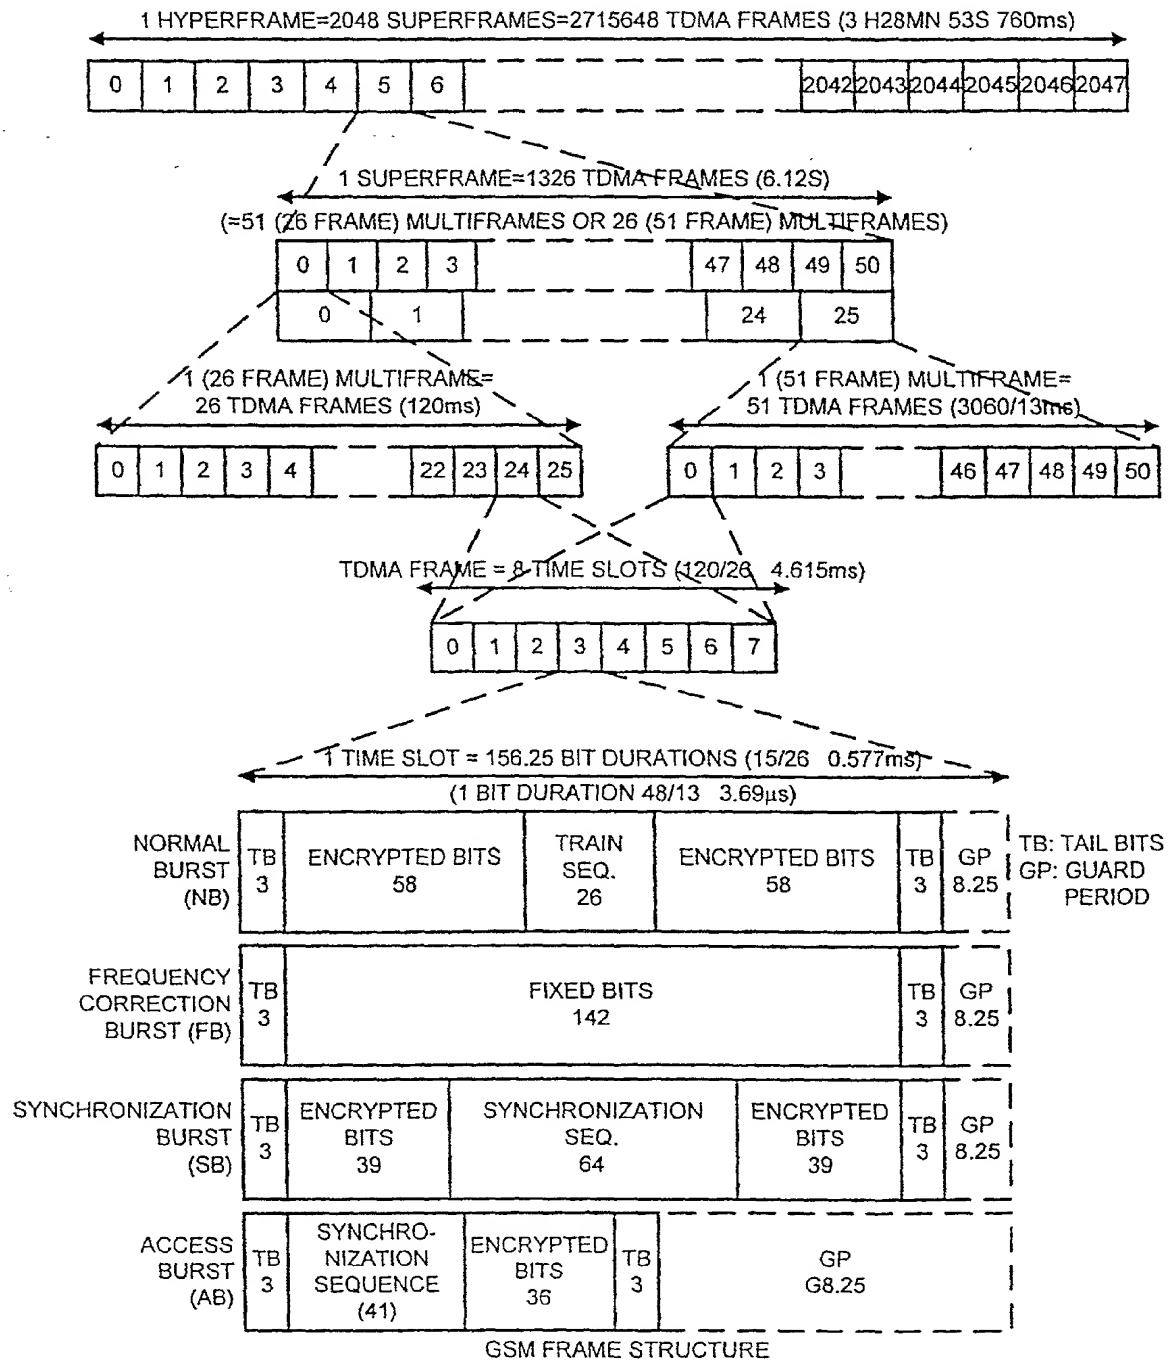 1 HYPERFRAME=2048 SUPERFRAMES=2715648 TDMA FRAMES (3 H28MN 53S 760ms)
0 1 2 3 4 5 6 2042 2043 2044 2045 2046 2047
1 SUPERFRAME=1326 TDMA FRAMES (6.12S)
(=51 (26 FRAME) MULTIFRAMES OR 26 (51 FRAME) MULTIFRAMES)
0 1 2 3 47 48 49 50
0 1 24 25
1 (26 FRAME) MULTIFRAME=
26 TDMA FRAMES (120ms)
1 (51 FRAME) MULTIFRAME=
51 TDMA FRAMES (3060/13ms)
0 1 2 3 4 22 23 24 25
0 1 2 3 46 47 48 49 50
TDMA FRAME = 8 TIME SLOTS (120/26 4.615ms)
0 1 2 3 4 5 6 7
1 TIME SLOT = 156.25 BIT DURATIONS (15/26 0.577ms)
(1 BIT DURATION 48/13 3.69µs)
NORMAL
BURST
(NB)
TB
3
ENCRYPTED BITS
58
TRAIN
SEQ.
26
ENCRYPTED BITS
58
TB
3
GP
8.25
TB: TAIL BITS
GP: GUARD
PERIOD
FREQUENCY
CORRECTION
BURST (FB)
TB
3
FIXED BITS
142
TB
3
GP
8.25
SYNCHRONIZATION
BURST
(SB)
TB
3
ENCRYPTED
BITS
39
SYNCHRONIZATION
SEQ.
64
ENCRYPTED
BITS
39
TB
3
GP
8.25
ACCESS
BURST
(AB)
TB
3
SYNCHRO-
NIZATION
SEQUENCE
(41)
ENCRYPTED
BITS
36
TB
3
GP
G8.25
GSM FRAME STRUCTURE